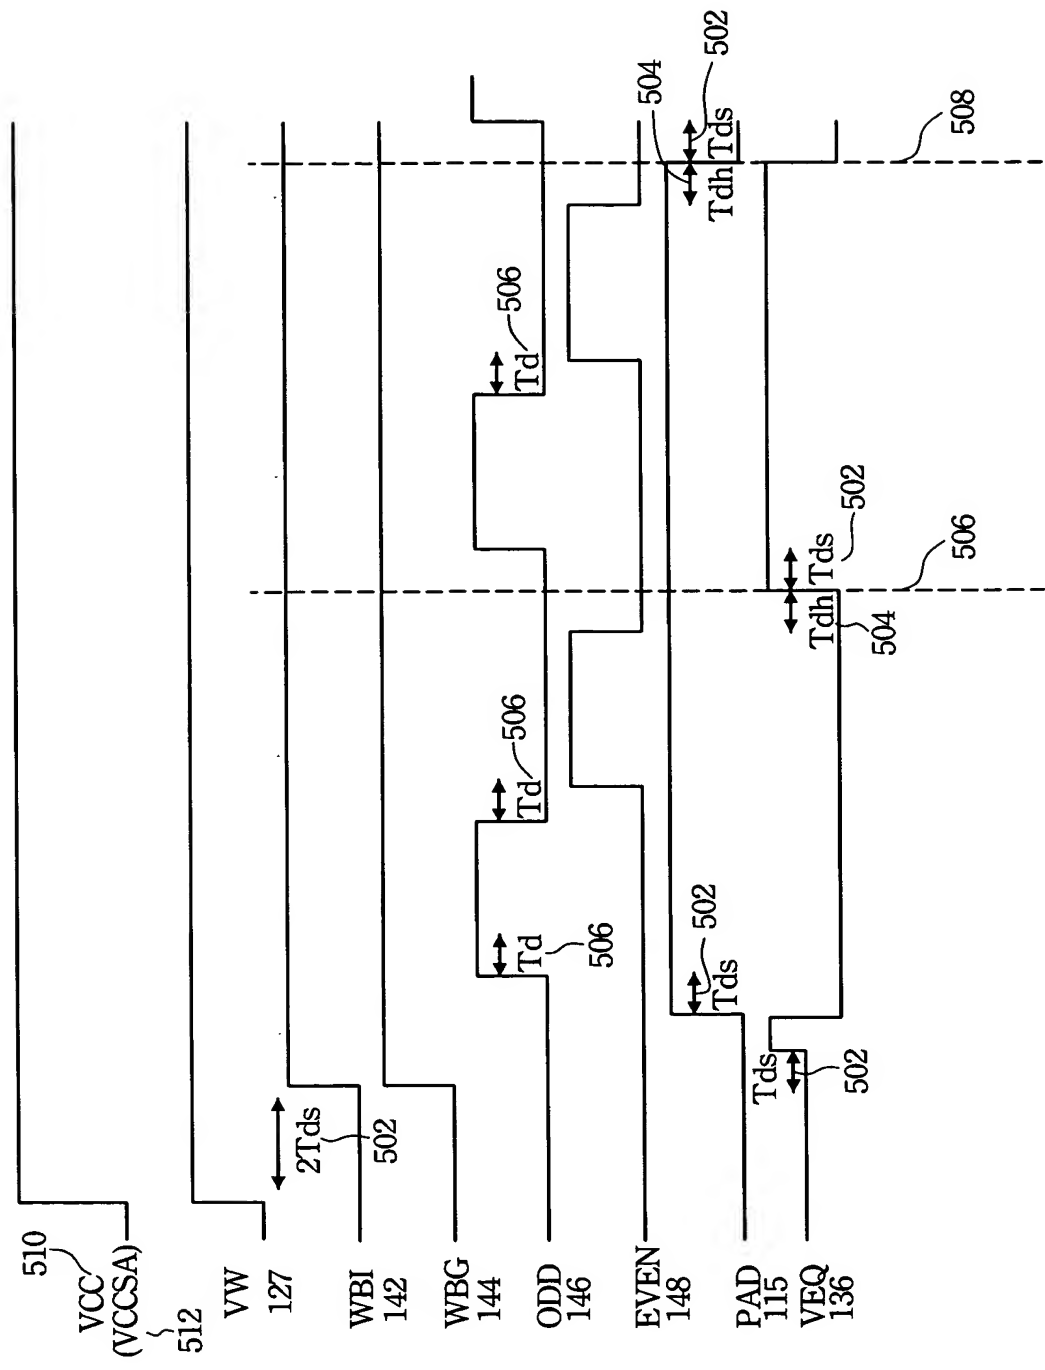 510
VCC
(VCCSA)
512
VW
127
2Tds
502
WBI
142
WBG
144
ODD
146
Td
506
Td
506
Td
506
EVEN
148
PAD
115
Tds
502
Tdh
Tds
504
502
VEQ
136
Tds
502
Tdh
Tds
504
502
506
508